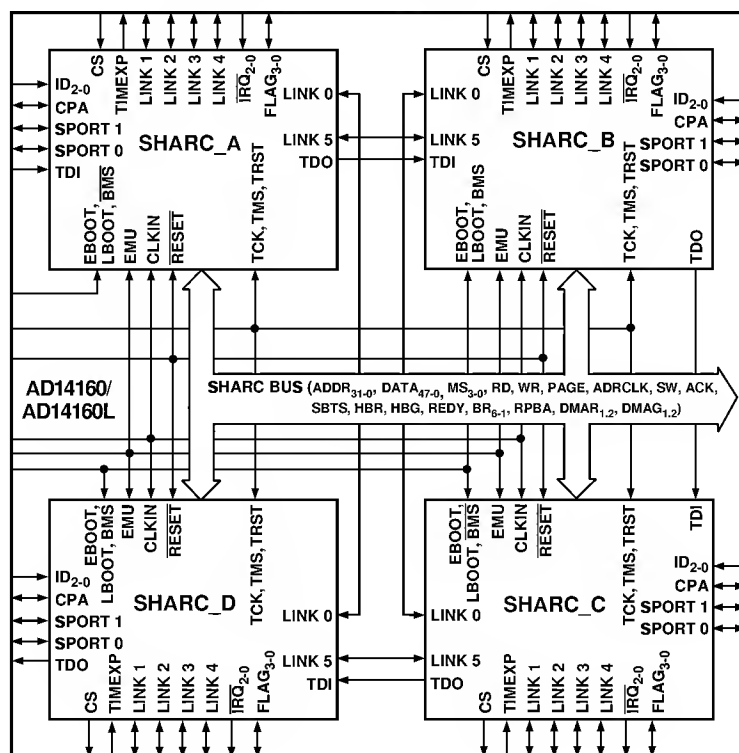 CS
TIMEXP
LINK 1
LINK 2
LINK 3
LINK 4
IRQ2-0
FLAG3-0
ID2-0
CPA
SPORT 1
SPORT 0
TDI
LINK 0
LINK 5
TDO
SHARC_A
EBOOT,
LBOOT, BMS
EMU
CLKIN
RESET
TCK, TMS, TRST
CS
TIMEXP
LINK 1
LINK 2
LINK 3
LINK 4
IRQ2-0
FLAG3-0
LINK 0
LINK 5
TDI
SHARC_B
ID2-0
CPA
SPORT 1
SPORT 0
EBOOT,
LBOOT, BMS
EMU
CLKIN
RESET
TCK, TMS, TRST
TDO
AD14160/
AD14160L
SHARC BUS (ADDR31-0, DATA47-0, MS3-0, RD, WR, PAGE, ADRCLK, SW, ACK,
SBTS, HBR, HBG, REDY, BR6-1, RPBA, DMAR1.2, DMAG1.2)
EBOOT,
LBOOT, BMS
EMU
CLKIN
RESET
TCK, TMS, TRST
ID2-0
CPA
SPORT 1
SPORT 0
TDO
SHARC_D
LINK 0
LINK 5
TDI
CS
TIMEXP
LINK 1
LINK 2
LINK 3
LINK 4
IRQ2-0
FLAG3-0
EBOOT,
LBOOT, BMS
EMU
CLKIN
RESET
TCK, TMS, TRST
TDI
LINK 0
LINK 5
TDO
SHARC_C
ID2-0
CPA
SPORT 1
SPORT 0
CS
TIMEXP
LINK 1
LINK 2
LINK 3
LINK 4
IRQ2-0
FLAG3-0